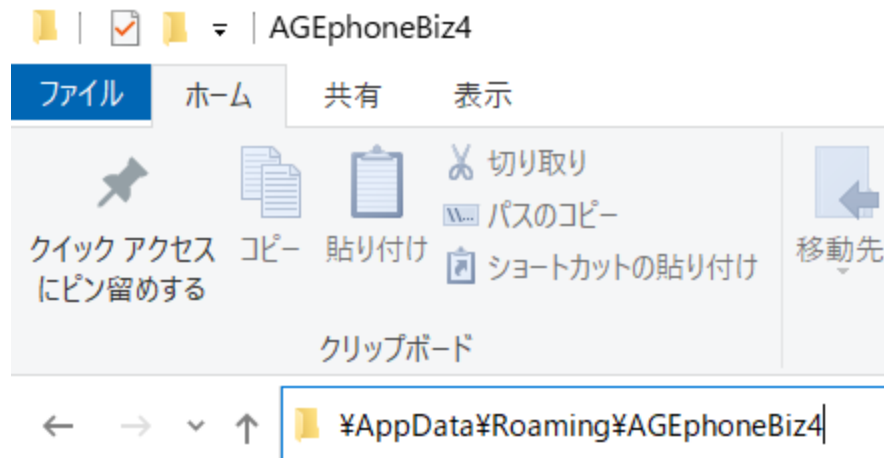 AGEphoneBiz4
ファイル ホーム 共有 表示
クイック アクセス
にピン留めする
コピー
貼り付け
切り取り
パスのコピー
ショートカットの貼り付け
移動先
クリップボード
¥AppData¥Roaming¥AGEphoneBiz4